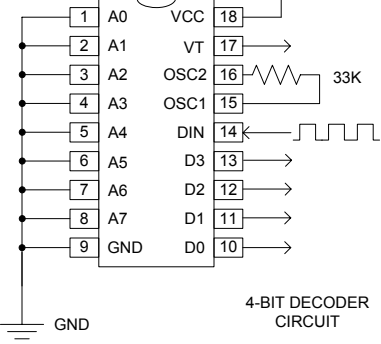 1 A0 VCC 18
2 A1 VT 17
3 A2 OSC2 16 33K
4 A3 OSC1 15
5 A4 DIN 14
6 A5 D3 13
7 A6 D2 12
8 A7 D1 11
9 GND D0 10
GND
4-BIT DECODER
CIRCUIT